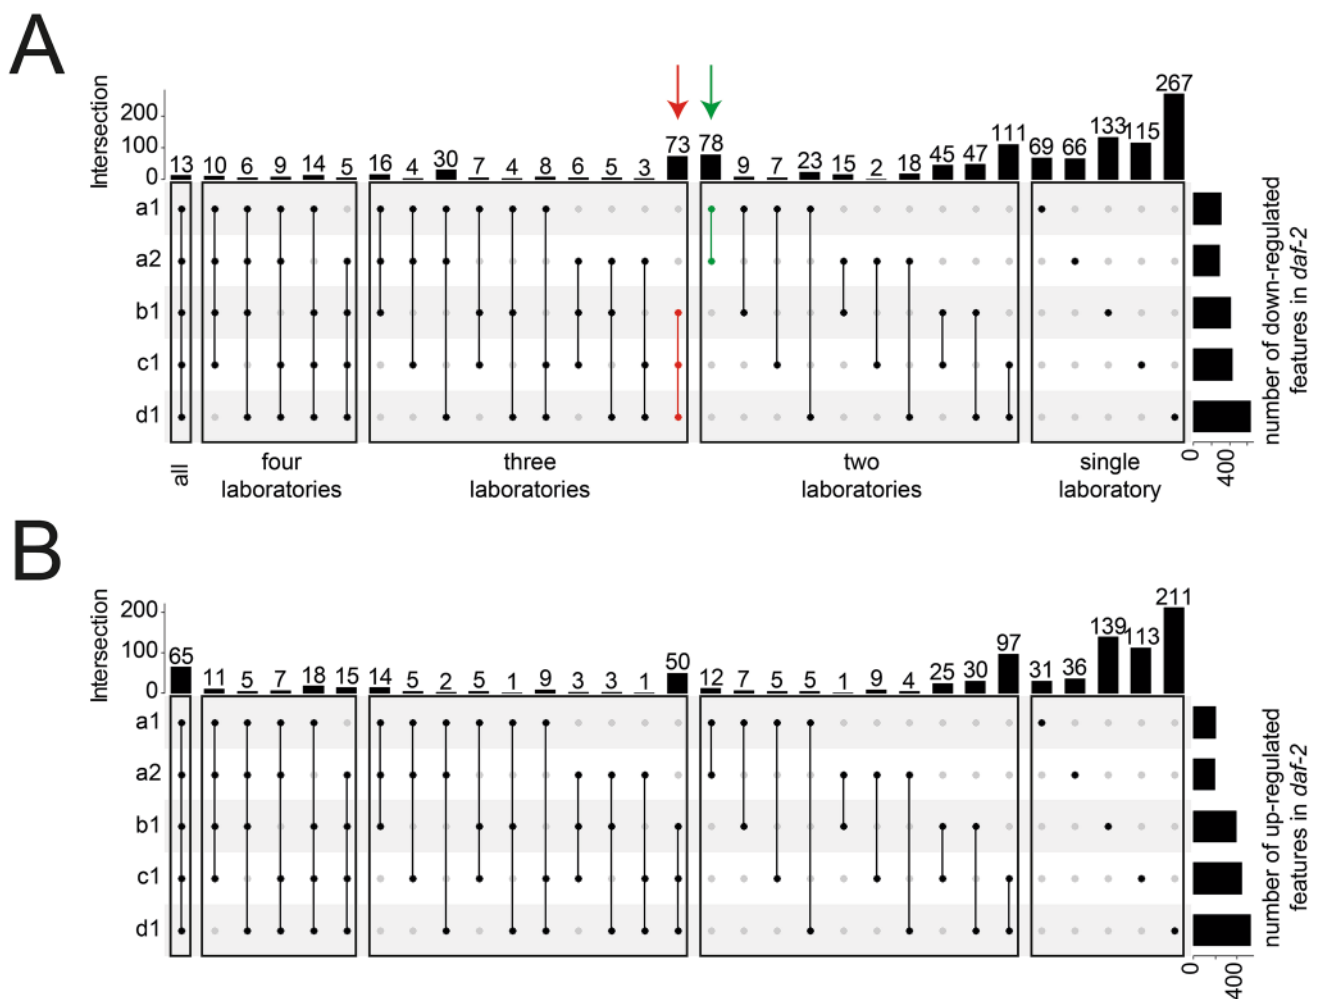 A
Intersection
200
100
0
13 10 6 9 14 5 16 4 30 7 4 8 6 5 3 73 78 9 7 23 15 2 18 45 47 111 69 66 133 115 267
a1
a2
b1
c1
d1
all
four
laboratories
three
laboratories
two
laboratories
single
laboratory
0
400
number of down-regulated
features in daf-2
B
Intersection
200
100
0
65 11 5 7 18 15 14 5 2 5 1 9 3 3 1 50 12 7 5 5 1 9 4 25 30 97 31 36 139 113 211
a1
a2
b1
c1
d1
0
400
number of up-regulated
features in daf-2